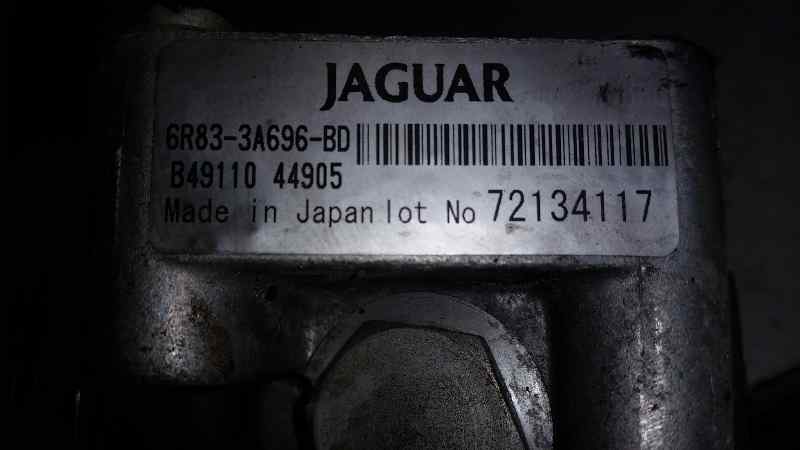 JAGUAR
6R83-3A696-BD
B49110 44905
Made in Japan lot No 72134117